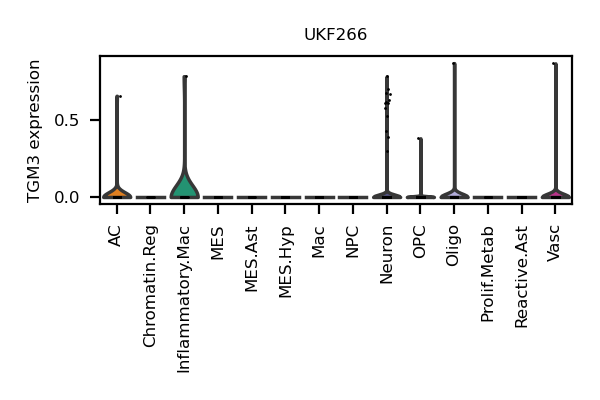 UKF266
TGM3 expression
0.5
0.0
AC
Chromatin.Reg
Inflammatory.Mac
MES
MES.Ast
MES.Hyp
Mac
NPC
Neuron
OPC
Oligo
Prolif.Metab
Reactive.Ast
Vasc